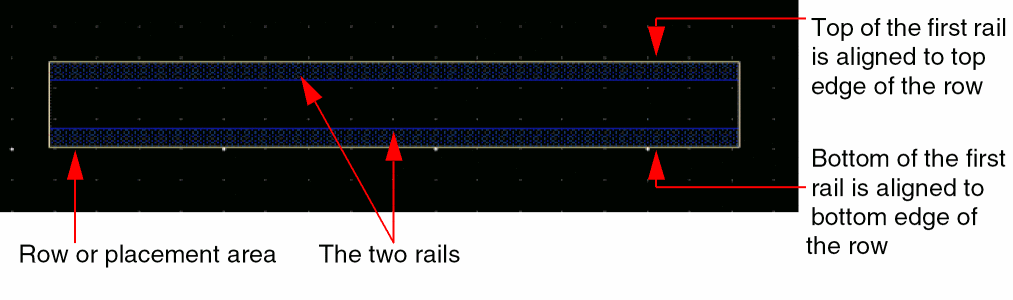 Top of the first rail
is aligned to top
edge of the row
Bottom of the first
rail is aligned to
bottom edge of
the row
Row or placement area
The two rails